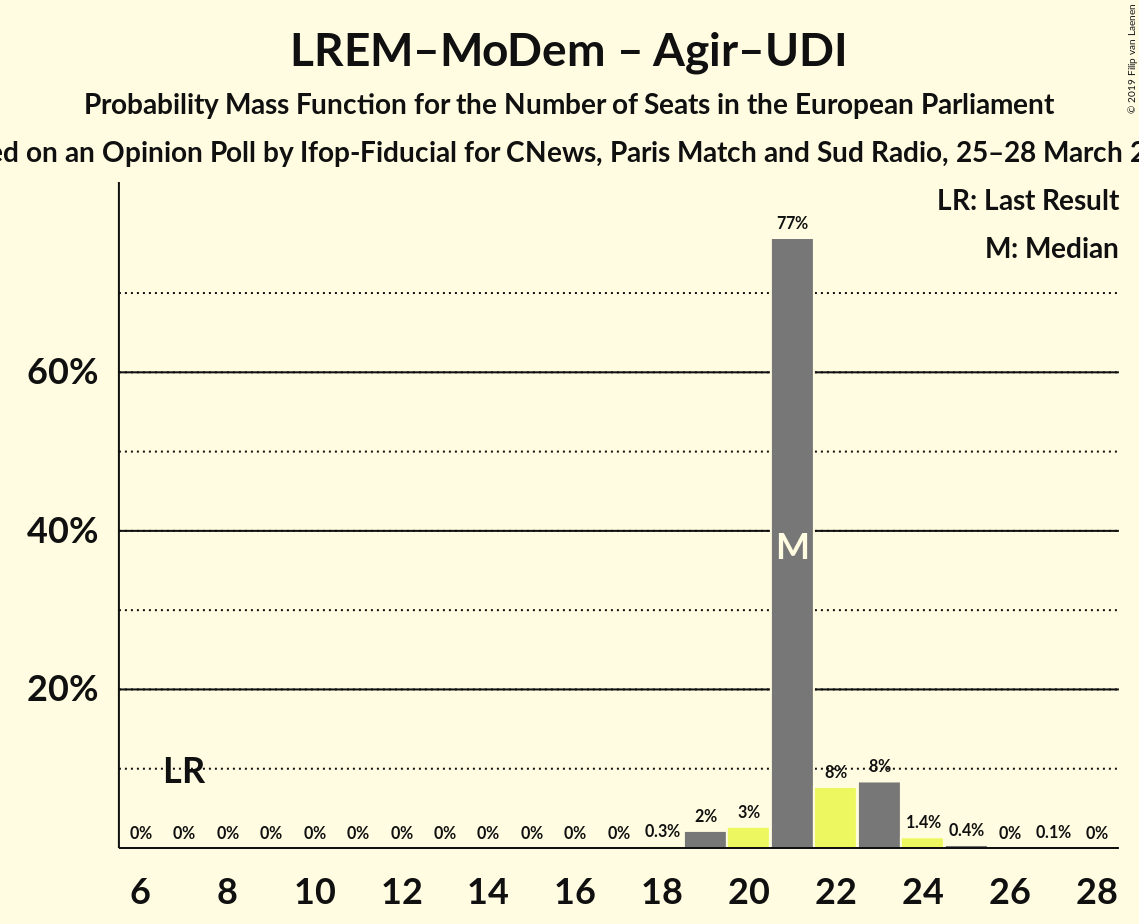 LREM–MoDem – Agir–UDI
Probability Mass Function for the Number of Seats in the European Parliament
on an Opinion Poll by Ifop-Fiducial for CNews, Paris Match and Sud Radio, 25–28 March
© 2019 Filip van Laenen
LR: Last Result
M: Median
77%
60%
40%
M
20%
LR
0% 0% 0% 0% 0% 0% 0% 0% 0% 0% 0% 0% 0.3% 2% 3% 8% 8% 1.4% 0.4% 0% 0.1% 0%
6 8 10 12 14 16 18 20 22 24 26 28